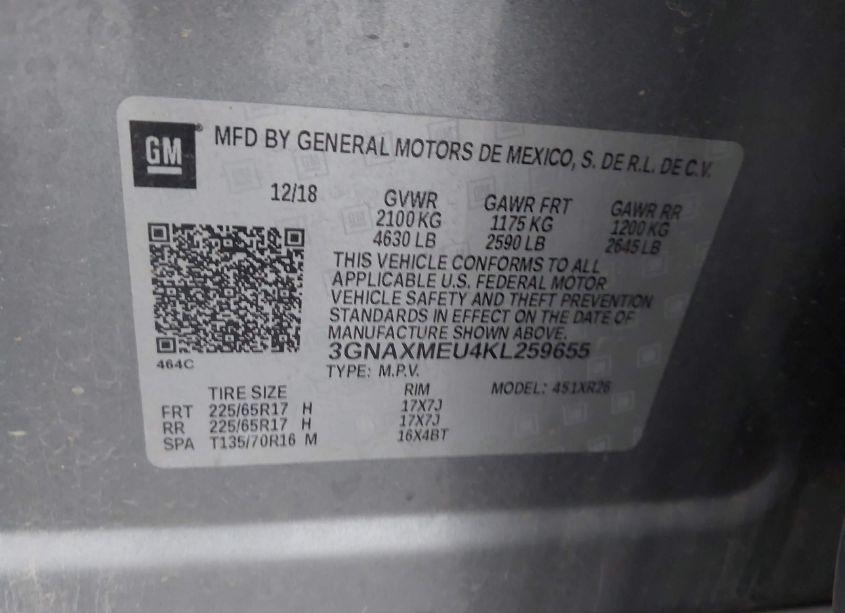 GM
MFD BY GENERAL MOTORS DE MEXICO, S. DE R.L. DE C.V.
12/18 GVWR GAWR FRT GAWR RR
2100 KG 1175 KG 1200 KG
4630 LB 2590 LB 2645 LB
THIS VEHICLE CONFORMS TO ALL
APPLICABLE U.S. FEDERAL MOTOR
VEHICLE SAFETY AND THEFT PREVENTION
STANDARDS IN EFFECT ON THE DATE OF
MANUFACTURE SHOWN ABOVE.
3GNAXMEU4KL259655
464C
TYPE: M.P.V.
TIRE SIZE RIM MODEL: 451XR26
FRT 225/65R17 H 17X7J
RR 225/65R17 H 17X7J
SPA T135/70R16 M 16X4BT